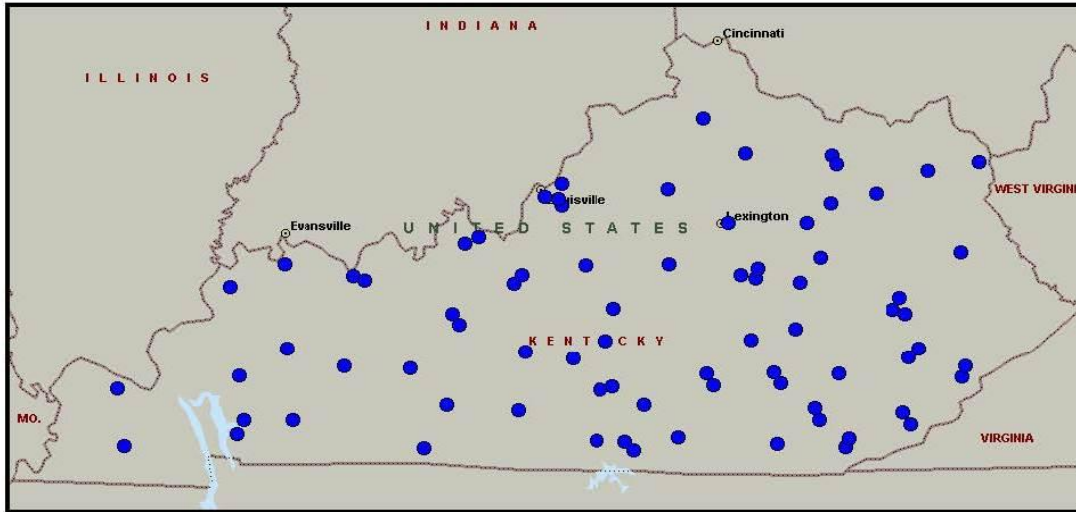 INDIANA
Cincinnati
ILLINOIS
WEST VIRGINI
Evansville
UNITED STATES
Lexington
KENTUCKY
MO.
VIRGINIA